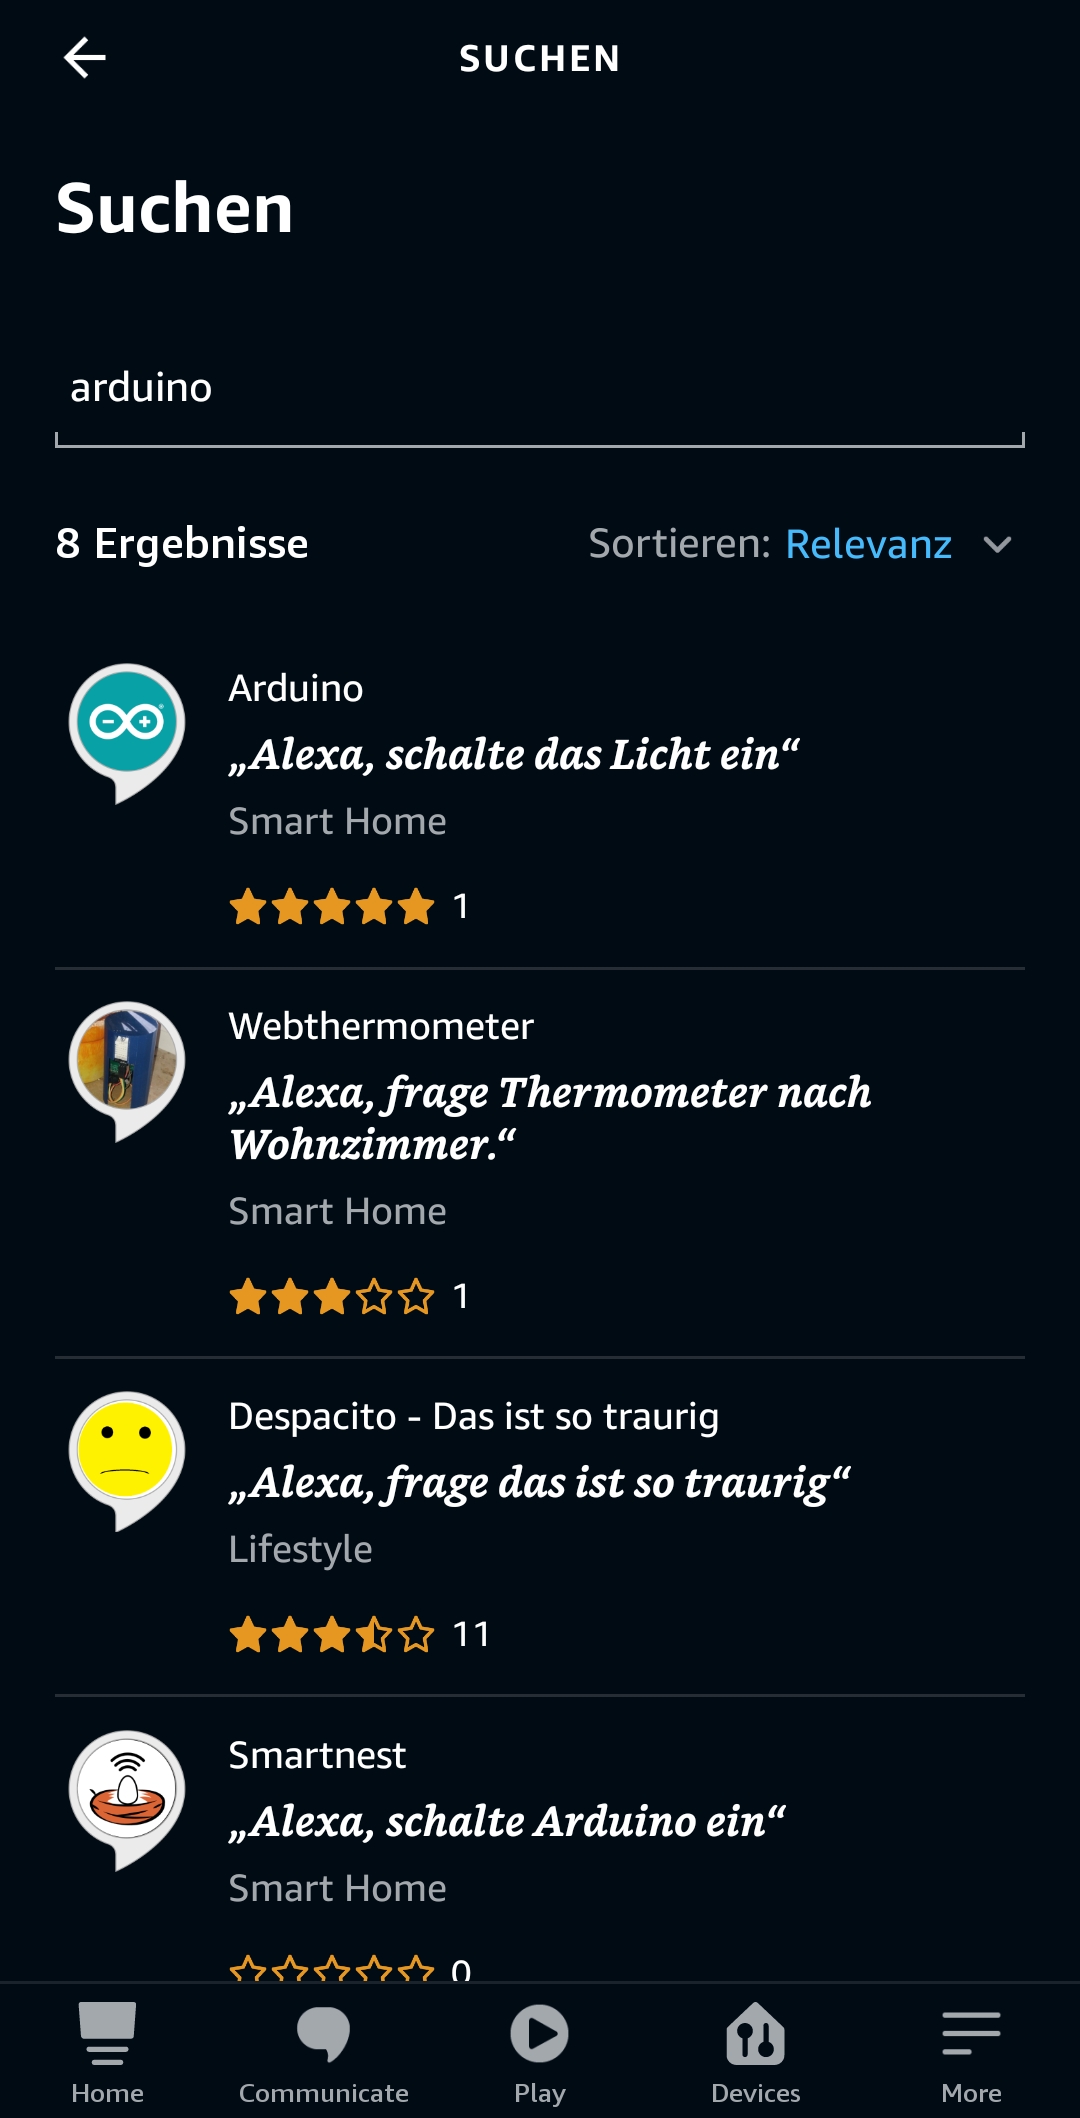 SUCHEN
Suchen
arduino
8 Ergebnisse
Sortieren: Relevanz
Arduino
„Alexa, schalte das Licht ein“
Smart Home
1
Webthermometer
„Alexa, frage Thermometer nach
Wohnzimmer.“
Smart Home
1
Despacito - Das ist so traurig
„Alexa, frage das ist so traurig“
Lifestyle
11
Smartnest
„Alexa, schalte Arduino ein“
Smart Home
0
Home
Communicate
Play
Devices
More